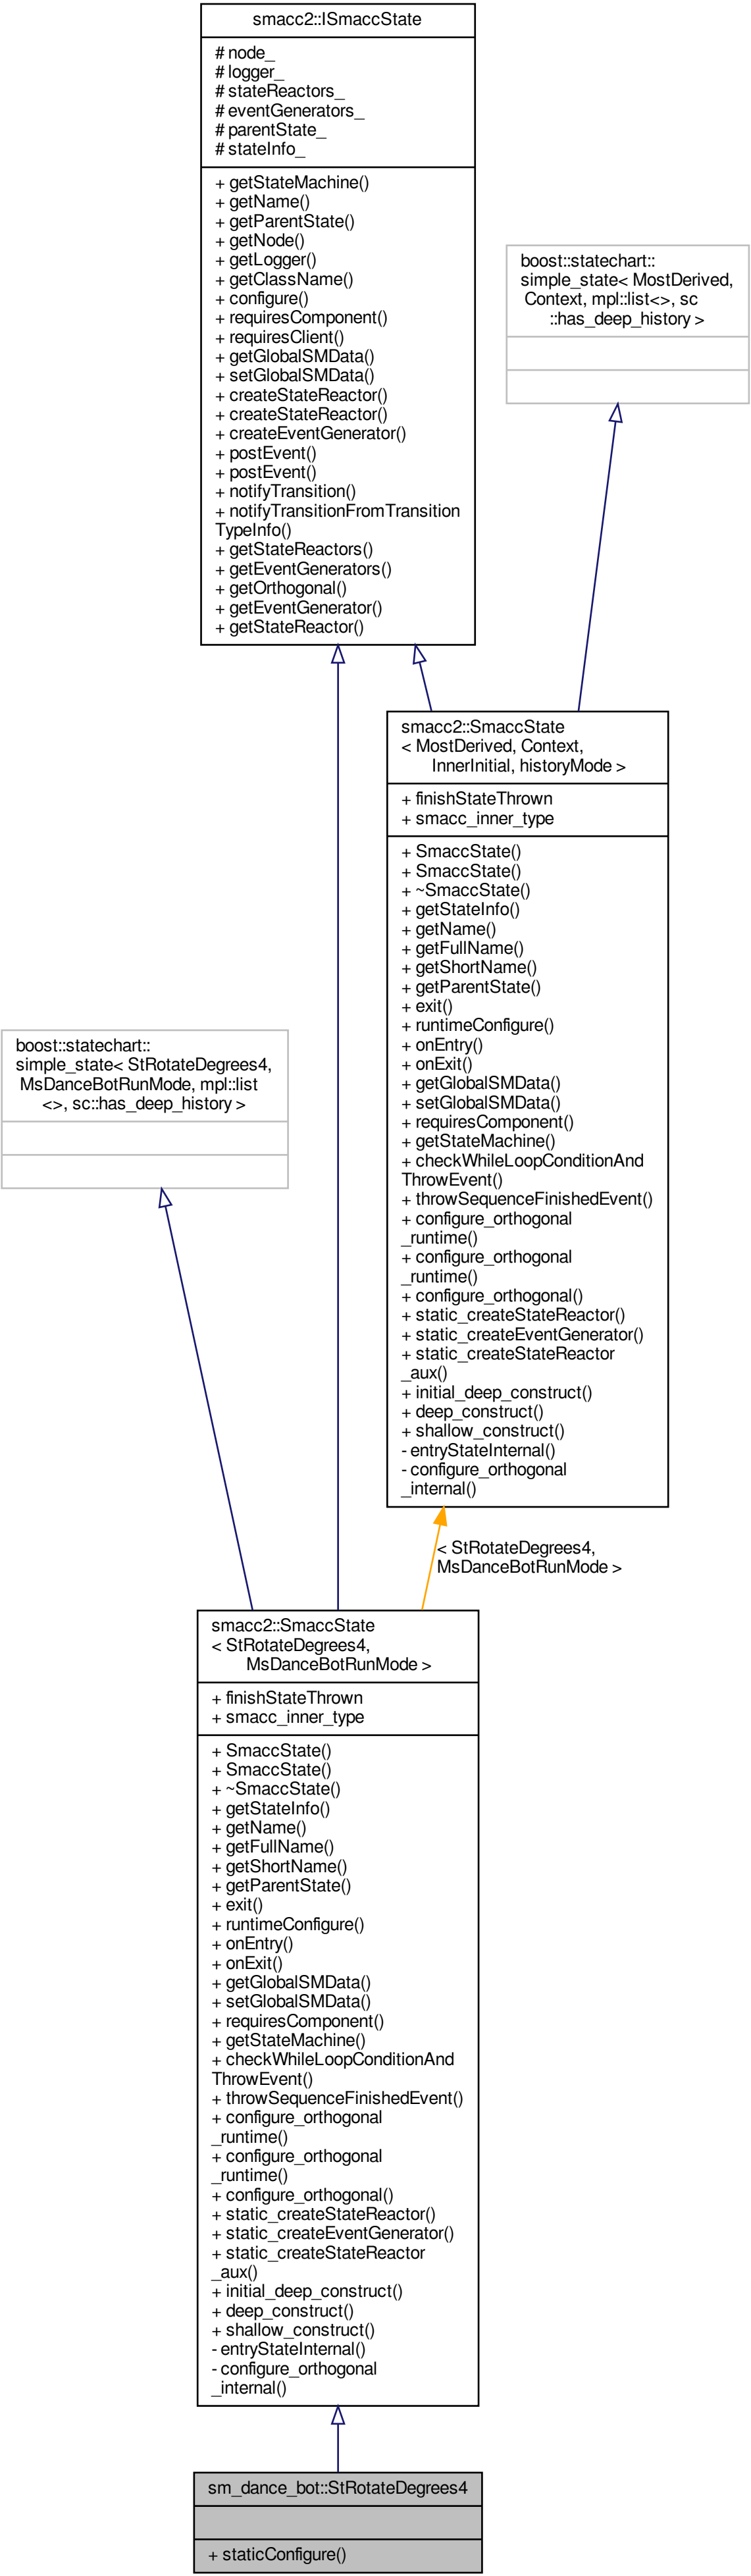 smacc2::ISmaccState
# node_
# logger_
# stateReactors_
# eventGenerators_
# parentState_
# stateInfo_
+ getStateMachine()
+ getName()
+ getParentState()
+ getNode()
+ getLogger()
+ getClassName()
+ configure()
+ requiresComponent()
+ requiresClient()
+ getGlobalSMData()
+ setGlobalSMData()
+ createStateReactor()
+ createStateReactor()
+ createEventGenerator()
+ postEvent()
+ postEvent()
+ notifyTransition()
+ notifyTransitionFromTransition
TypeInfo()
+ getStateReactors()
+ getEventGenerators()
+ getOrthogonal()
+ getEventGenerator()
+ getStateReactor()
boost::statechart::
simple_state< MostDerived,
Context, mpl::list<>, sc
::has_deep_history >
smacc2::SmaccState
< MostDerived, Context,
InnerInitial, historyMode >
+ finishStateThrown
+ smacc_inner_type
+ SmaccState()
+ SmaccState()
+ ~SmaccState()
+ getStateInfo()
+ getName()
+ getFullName()
+ getShortName()
+ getParentState()
+ exit()
+ runtimeConfigure()
+ onEntry()
+ onExit()
+ getGlobalSMData()
+ setGlobalSMData()
+ requiresComponent()
+ getStateMachine()
+ checkWhileLoopConditionAnd
ThrowEvent()
+ throwSequenceFinishedEvent()
+ configure_orthogonal
_runtime()
+ configure_orthogonal
_runtime()
+ configure_orthogonal()
+ static_createStateReactor()
+ static_createEventGenerator()
+ static_createStateReactor
_aux()
+ initial_deep_construct()
+ deep_construct()
+ shallow_construct()
- entryStateInternal()
- configure_orthogonal
_internal()
boost::statechart::
simple_state< StRotateDegrees4,
MsDanceBotRunMode, mpl::list
<>, sc::has_deep_history >
< StRotateDegrees4,
MsDanceBotRunMode >
smacc2::SmaccState
< StRotateDegrees4,
MsDanceBotRunMode >
+ finishStateThrown
+ smacc_inner_type
+ SmaccState()
+ SmaccState()
+ ~SmaccState()
+ getStateInfo()
+ getName()
+ getFullName()
+ getShortName()
+ getParentState()
+ exit()
+ runtimeConfigure()
+ onEntry()
+ onExit()
+ getGlobalSMData()
+ setGlobalSMData()
+ requiresComponent()
+ getStateMachine()
+ checkWhileLoopConditionAnd
ThrowEvent()
+ throwSequenceFinishedEvent()
+ configure_orthogonal
_runtime()
+ configure_orthogonal
_runtime()
+ configure_orthogonal()
+ static_createStateReactor()
+ static_createEventGenerator()
+ static_createStateReactor
_aux()
+ initial_deep_construct()
+ deep_construct()
+ shallow_construct()
- entryStateInternal()
- configure_orthogonal
_internal()
sm_dance_bot::StRotateDegrees4
+ staticConfigure()